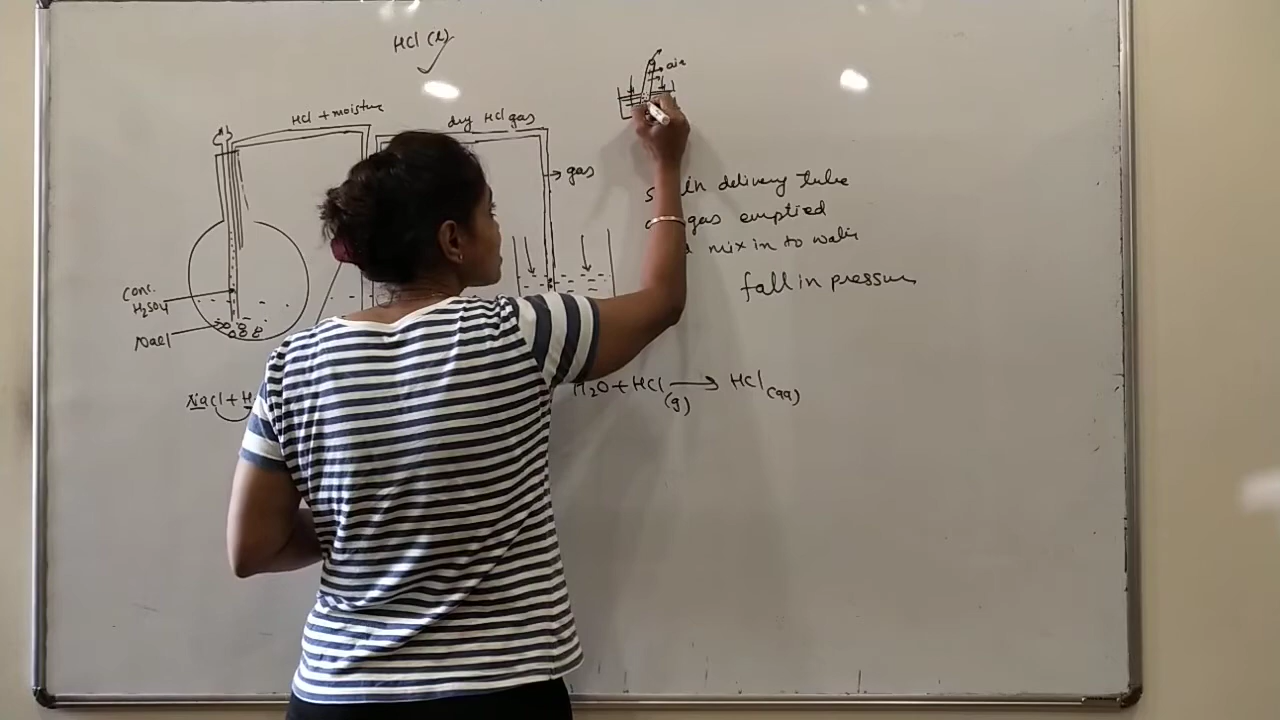 HCl (l)
air
HCl + moisture
dry HCl gas
gas
in delivery tube
gas emptied
mix in to water
fall in pressure
Conc.
H₂SO₄
NaCl
NaCl + H
H₂O + HCl (g) → HCl (aq)